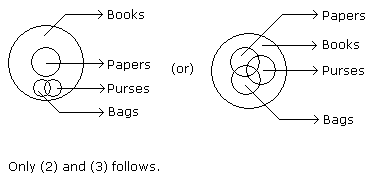 Books
Papers
Purses
Bags
(or)
Papers
Books
Purses
Bags
Only (2) and (3) follows.